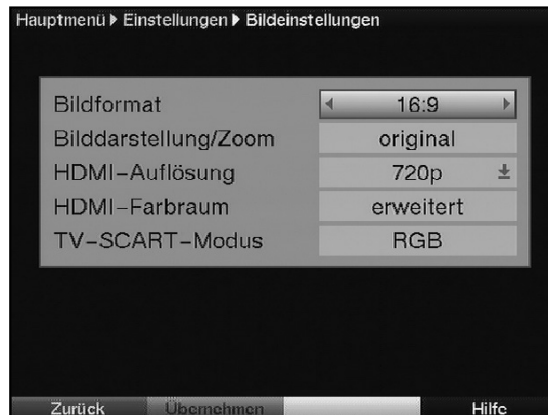 Hauptmenü ▶ Einstellungen ▶ Bildeinstellungen
Bildformat 16:9
Bilddarstellung/Zoom original
HDMI-Auflösung 720p
HDMI-Farbraum erweitert
TV-SCART-Modus RGB
Zurück Übernehmen Hilfe